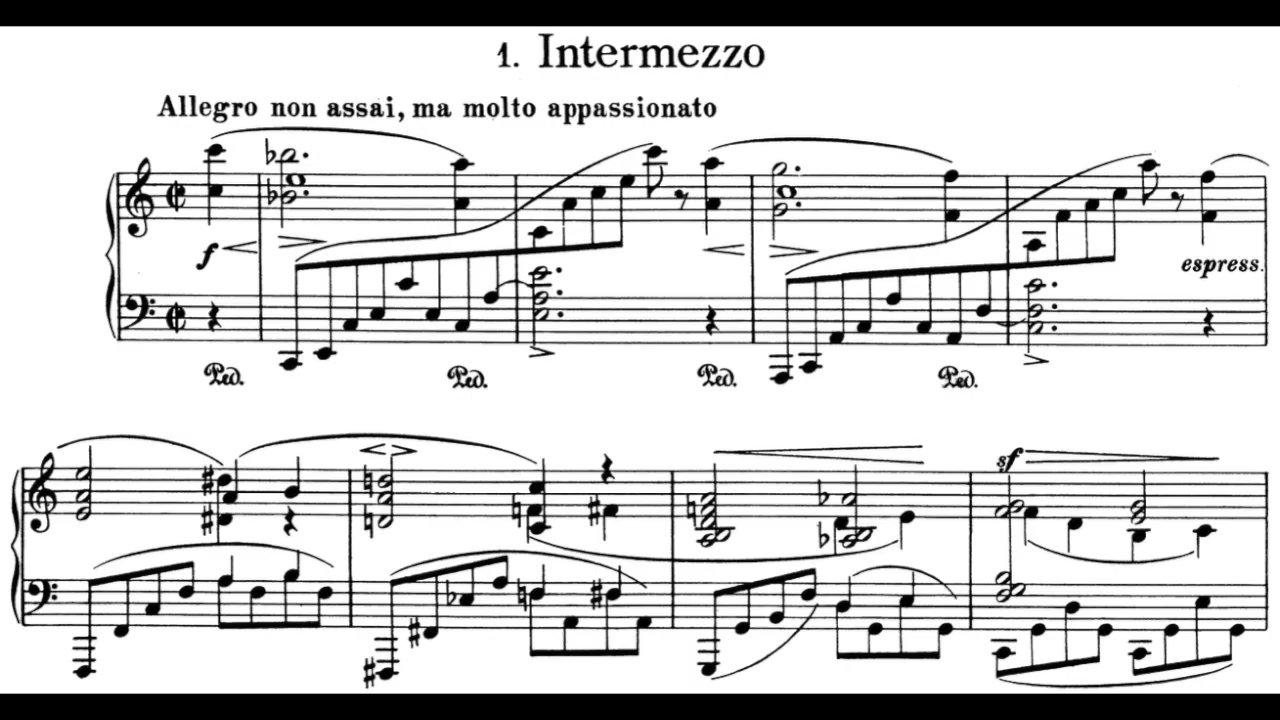 1. Intermezzo
Allegro non assai, ma molto appassionato
f
espress.
Ped. Ped. Ped. Ped.
sf